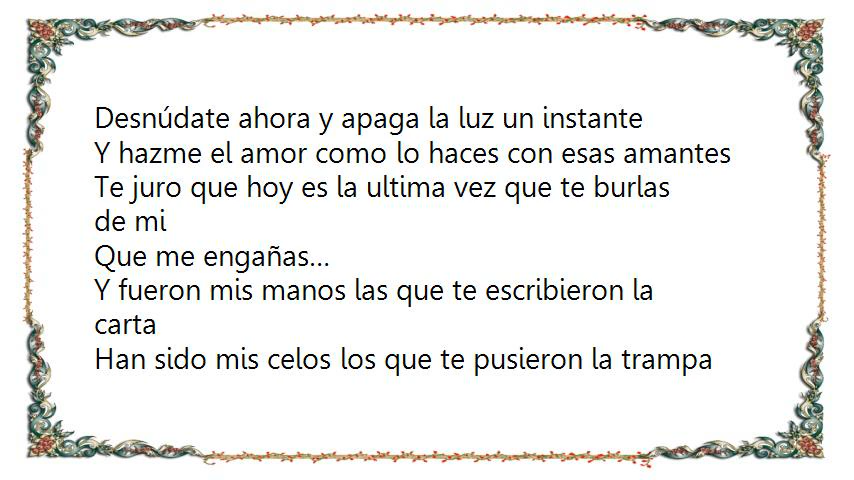 Desnúdate ahora y apaga la luz un instante
Y hazme el amor como lo haces con esas amantes
Te juro que hoy es la ultima vez que te burlas
de mi
Que me engañas...
Y fueron mis manos las que te escribieron la
carta
Han sido mis celos los que te pusieron la trampa